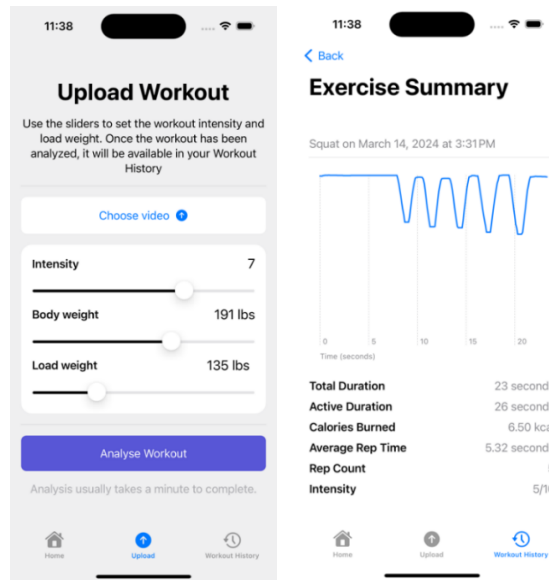 11:38
Upload Workout
Use the sliders to set the workout intensity and
load weight. Once the workout has been
analyzed, it will be available in your Workout
History
Choose video
Intensity 7
Body weight 191 lbs
Load weight 135 lbs
Analyse Workout
Analysis usually takes a minute to complete.
Home Upload Workout History
11:38
Back
Exercise Summary
Squat on March 14, 2024 at 3:31 PM
0 5 10 15 20
Time (seconds)
Total Duration 23 second
Active Duration 26 second
Calories Burned 6.50 kca
Average Rep Time 5.32 second
Rep Count
Intensity 5/10
Home Upload Workout History